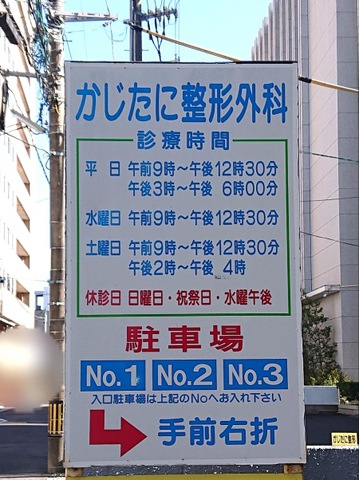 かじたに整形外科
診療時間
平　日 午前9時～午後12時30分
午後3時～午後 6時00分
水曜日 午前9時～午後12時30分
土曜日 午前9時～午後12時30分
午後2時～午後 4時
休診日 日曜日・祝祭日・水曜午後
駐車場
No.1 No.2 No.3
入口駐車場は上記のNoへお入れ下さい
手前右折
かじたに整形